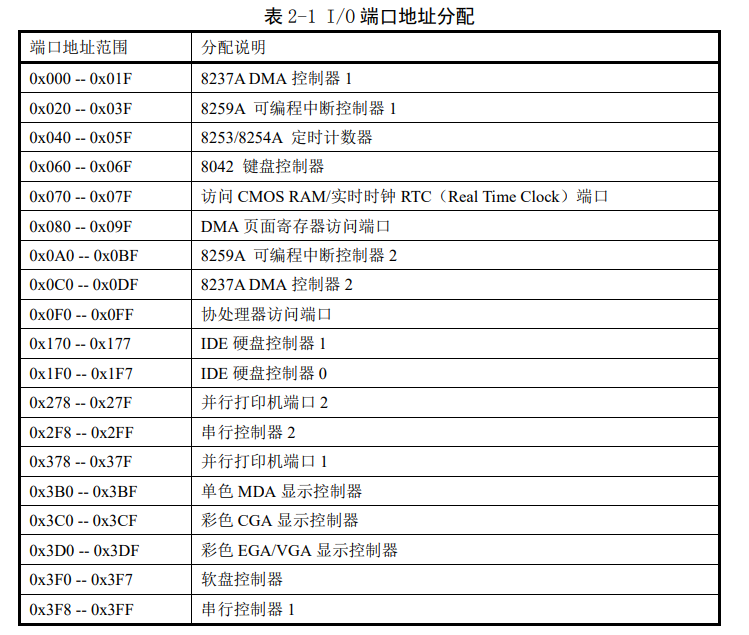 表 2-1 I/O 端口地址分配
端口地址范围 分配说明
0x000 -- 0x01F 8237A DMA 控制器 1
0x020 -- 0x03F 8259A 可编程中断控制器 1
0x040 -- 0x05F 8253/8254A 定时计数器
0x060 -- 0x06F 8042 键盘控制器
0x070 -- 0x07F 访问 CMOS RAM/实时时钟 RTC（Real Time Clock）端口
0x080 -- 0x09F DMA 页面寄存器访问端口
0x0A0 -- 0x0BF 8259A 可编程中断控制器 2
0x0C0 -- 0x0DF 8237A DMA 控制器 2
0x0F0 -- 0x0FF 协处理器访问端口
0x170 -- 0x177 IDE 硬盘控制器 1
0x1F0 -- 0x1F7 IDE 硬盘控制器 0
0x278 -- 0x27F 并行打印机端口 2
0x2F8 -- 0x2FF 串行控制器 2
0x378 -- 0x37F 并行打印机端口 1
0x3B0 -- 0x3BF 单色 MDA 显示控制器
0x3C0 -- 0x3CF 彩色 CGA 显示控制器
0x3D0 -- 0x3DF 彩色 EGA/VGA 显示控制器
0x3F0 -- 0x3F7 软盘控制器
0x3F8 -- 0x3FF 串行控制器 1